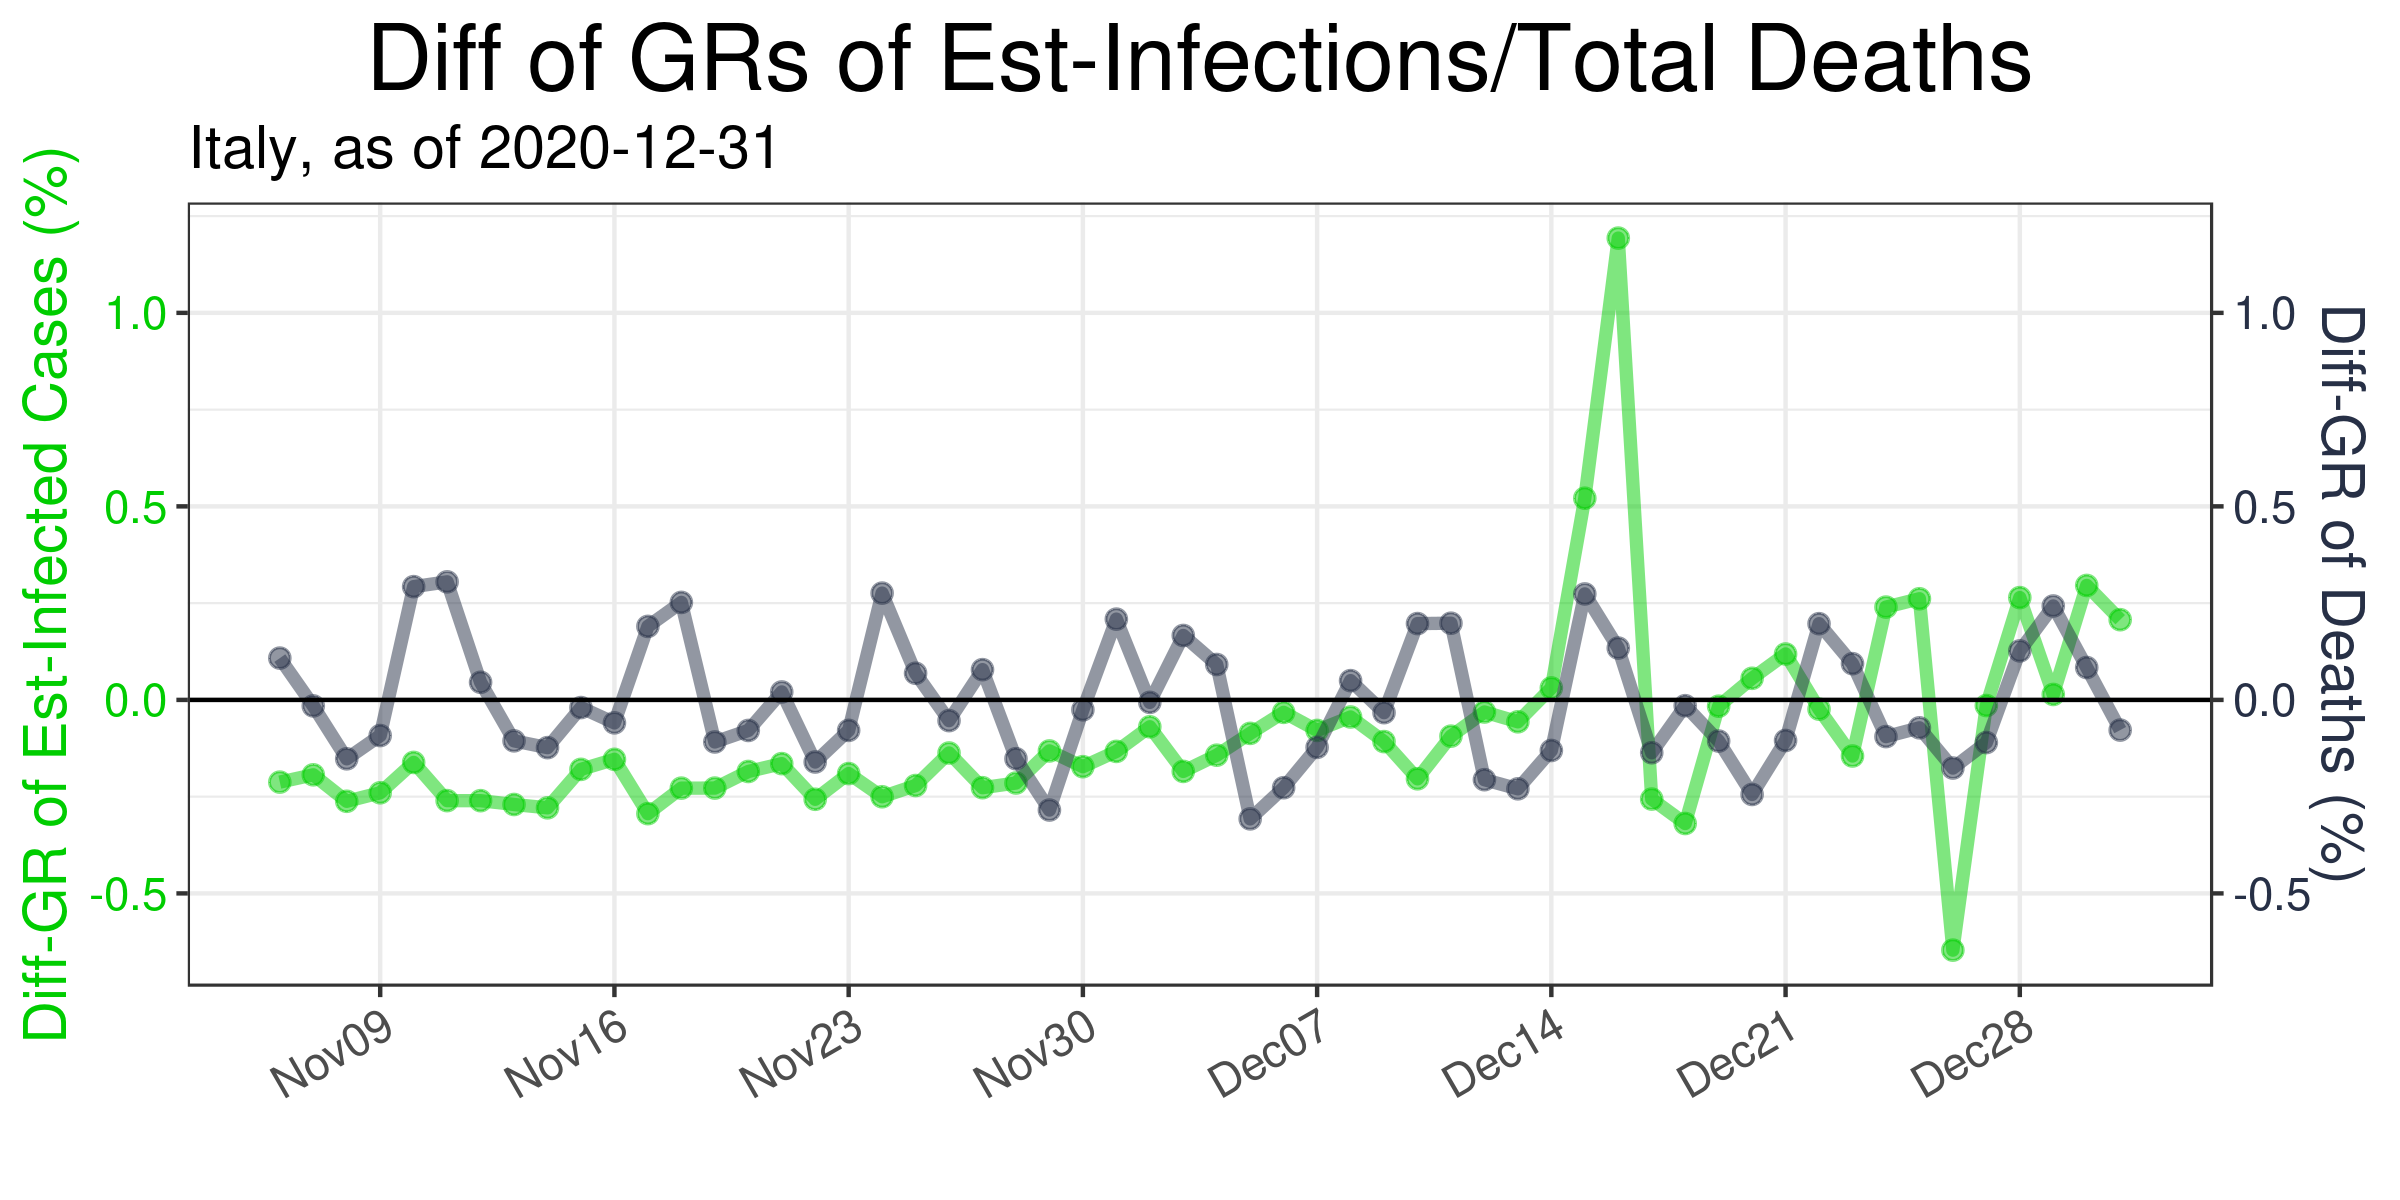 Diff of GRs of Est-Infections/Total Deaths
Italy, as of 2020-12-31
Diff-GR of Est-Infected Cases (%)
1.0
0.5
0.0
-0.5
1.0
0.5
0.0
-0.5
Diff-GR of Deaths (%)
Nov09
Nov16
Nov23
Nov30
Dec07
Dec14
Dec21
Dec28